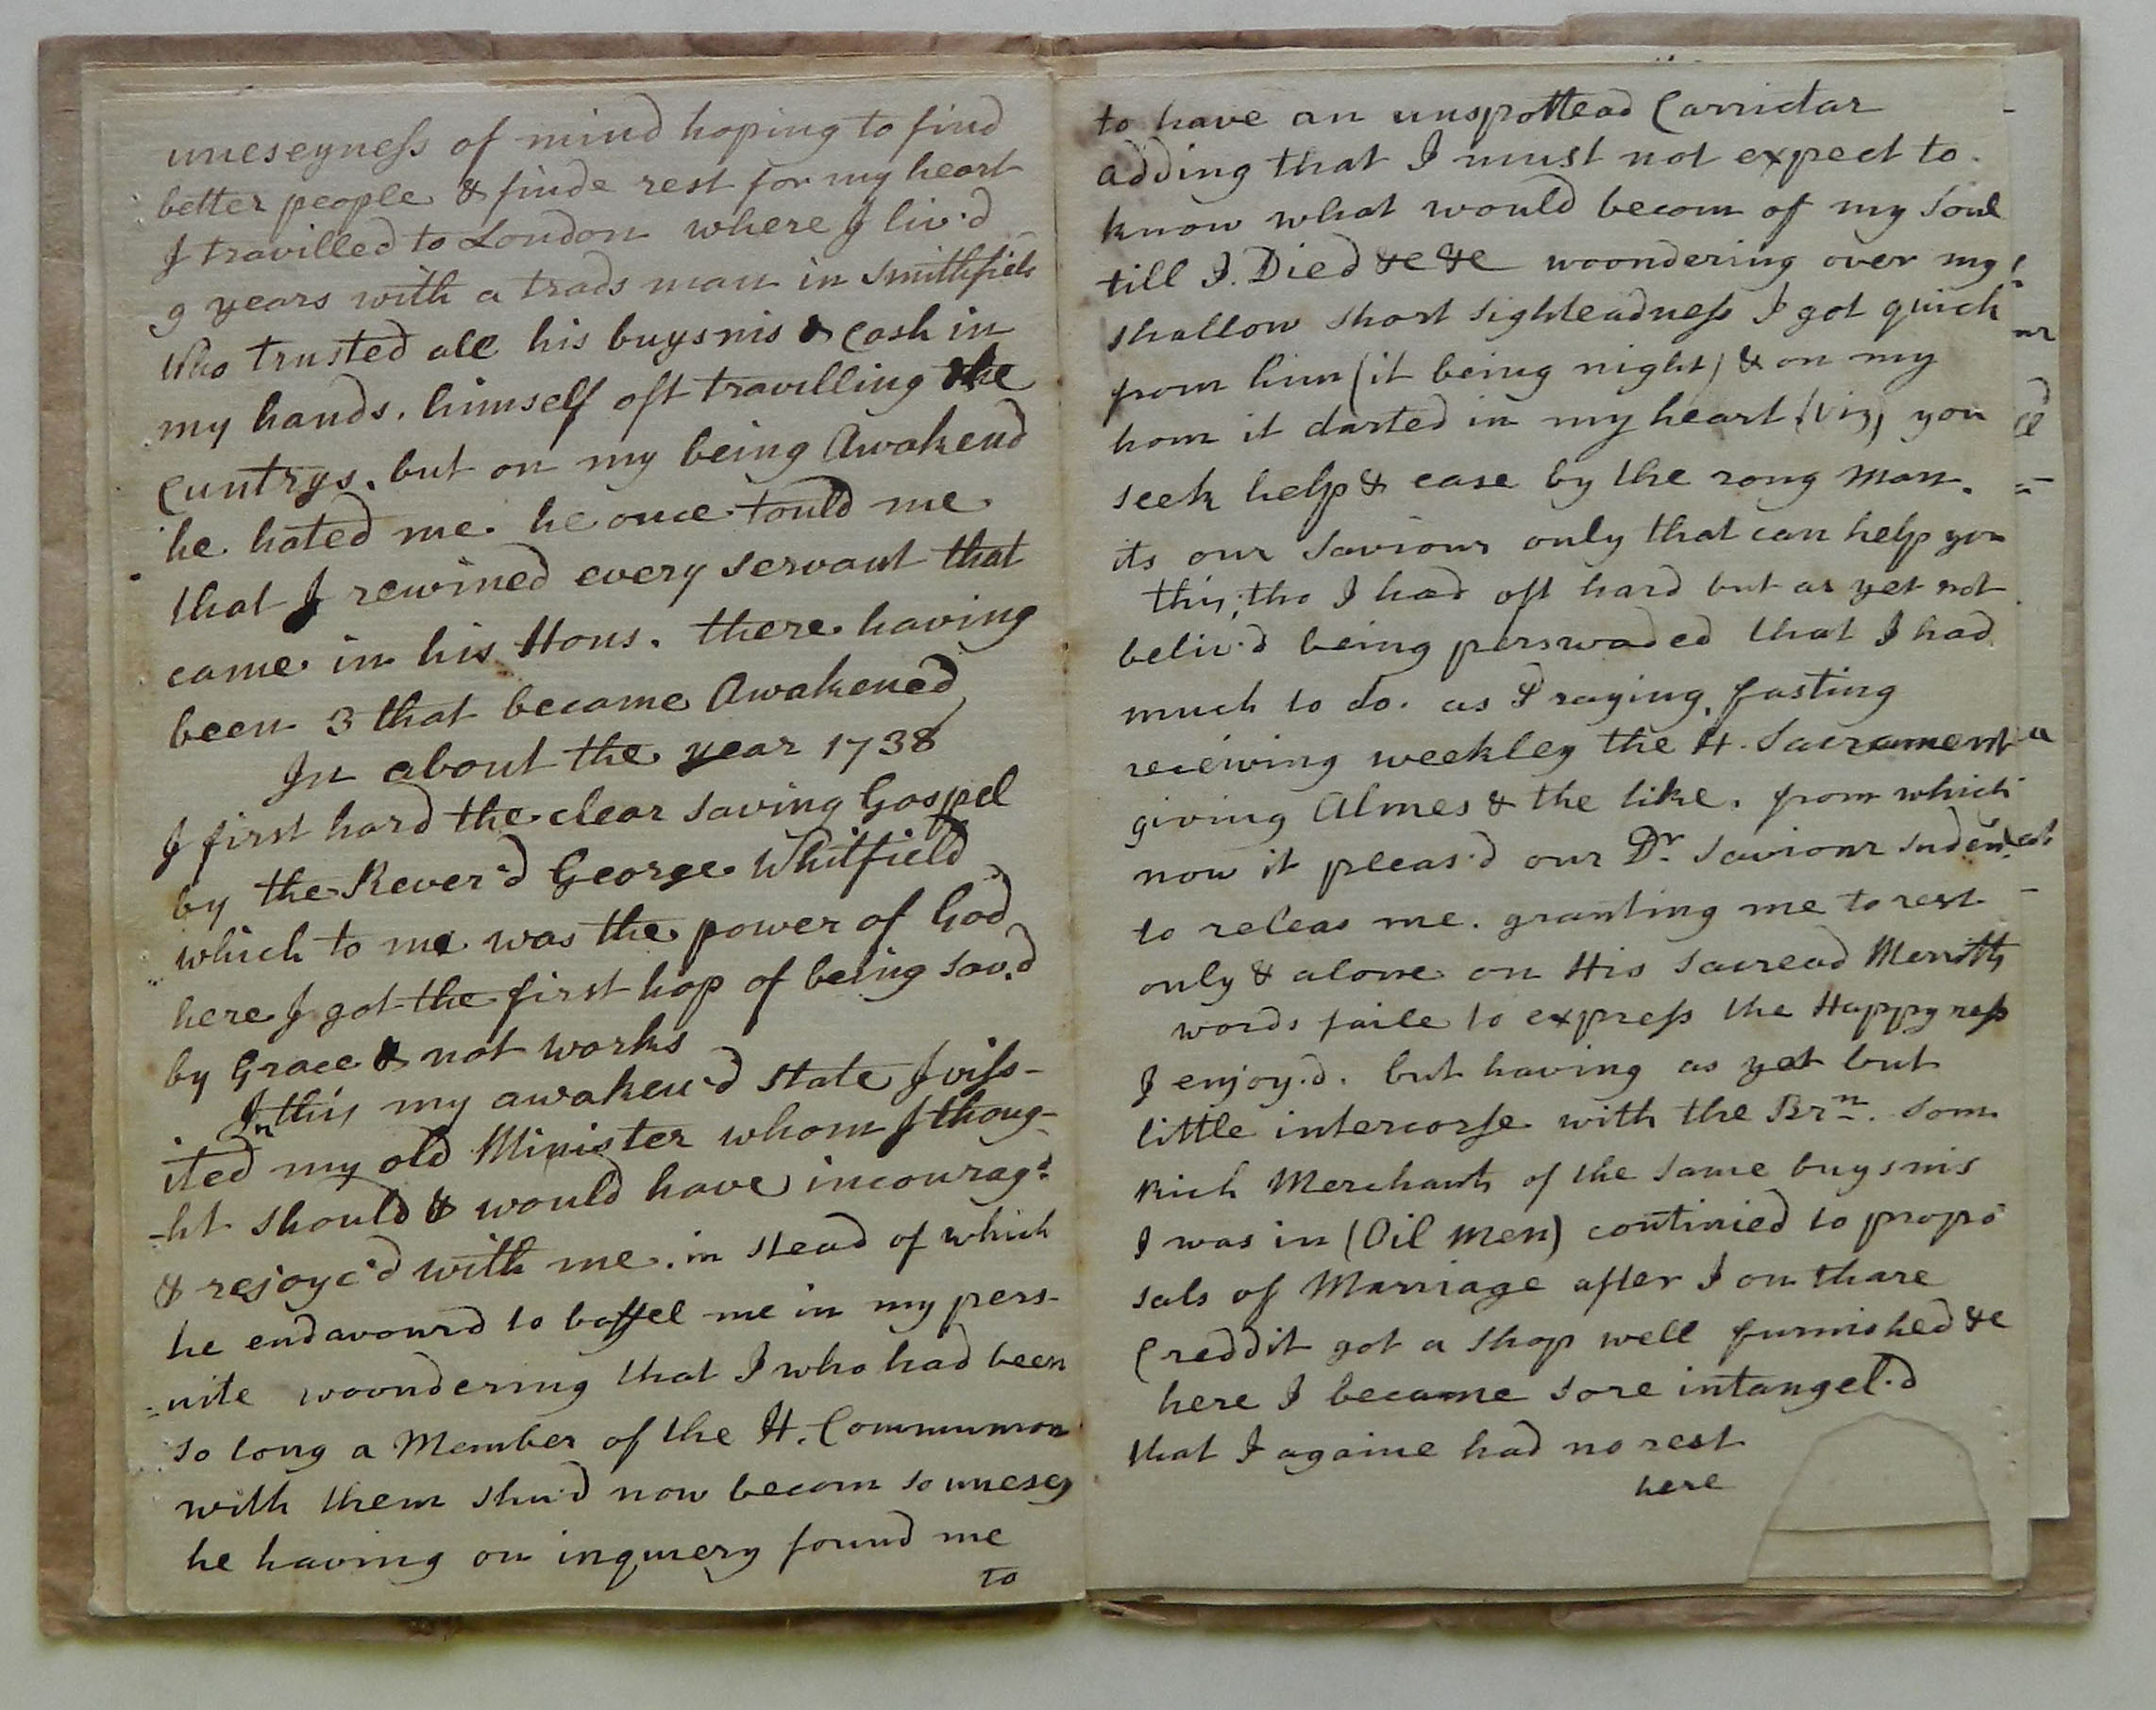 uneseyness of mind hoping to find
better people & finde rest for my heart
I travilled to London where I liv'd
9 years with a trads man in Smithfield
who trusted all his buysnis & Cash in
my hands. himself oft travilling the
Cuntrys. but on my being Awakend
he hated me. he once tould me
that I rewined every servant that
came in his Hous. there having
been 3 that became Awakened
In about the year 1738
I first hard the clear saving Gospel
by the Rever'd George Whitfield
which to me was the power of God
here I got the first hop of being sav'd
by Grace & not works
In this my awaken'd state I viss-
ited my old Minister whom I thoug-
-ht should & would have incourag'd
& rejoyc'd with me. in stead of which
he endavourd to baffel me in my pers-
=uite woondering that I who had been
so long a Member of the H. Communion
with them shu'd now becom so unesey
he having on inquiery found me
to
to have an unspottead Carridtar
adding that I must not expect to
know what would becom of my Soul
till I. Died &c &c woondering over my
shallow short sighteadness I got quick
from him (it being night) & on my
hom it darted in my heart (viz) you
seek help & ease by the rong man.
its our Saviour only that can help you
this, tho I had oft hard but as yet not
beliv'd being perswaded that I had
much to do. as Praying, fasting
receiving weekley the H. Sacrament
giving Almes & the like. from which
now it pleas'd our Dr. Saviour suden
to releas me. granting me to rest
only & alone on His Sacread Merritts
words faile to express the Happyness
I enjoy'd. but having as yet but
little intercorse with the Brn. som
Rich Merchants of the same buysnis
I was in (Oil Men) continied to propo
sals of Marriage after I on thare
Creddit got a shop well furnished &c
here I became sore intangel'd
that I againe had no rest
here